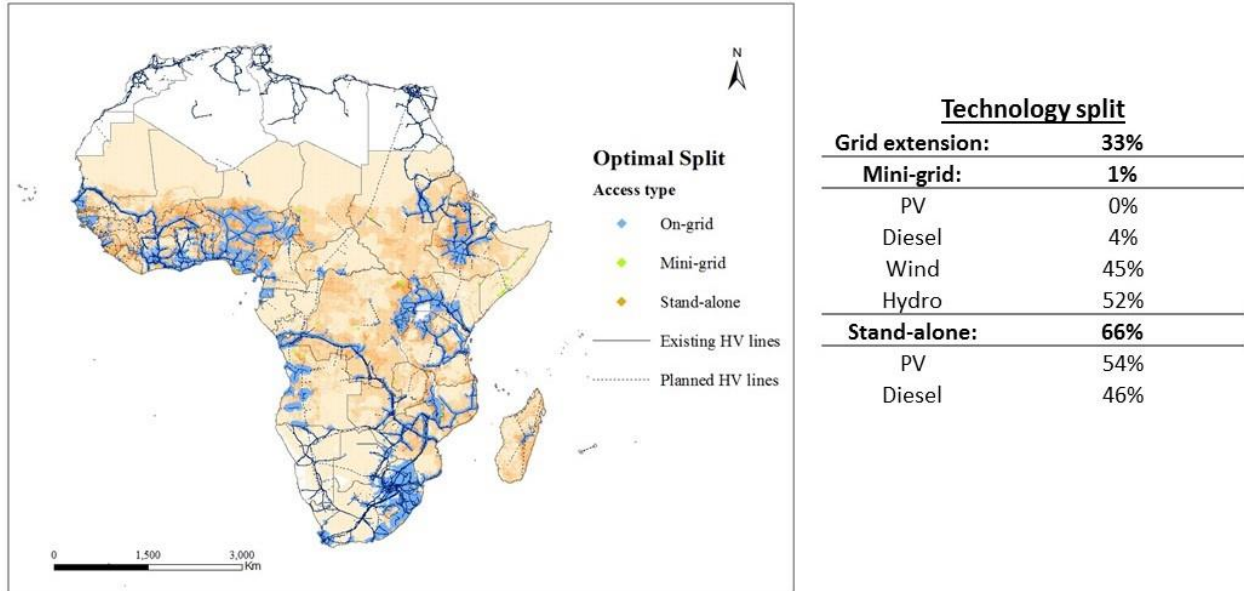 N
Optimal Split
Access type
On-grid
Mini-grid
Stand-alone
Existing HV lines
Planned HV lines
0 1,500 3,000
Km
Technology split
Grid extension: 33%
Mini-grid: 1%
PV 0%
Diesel 4%
Wind 45%
Hydro 52%
Stand-alone: 66%
PV 54%
Diesel 46%